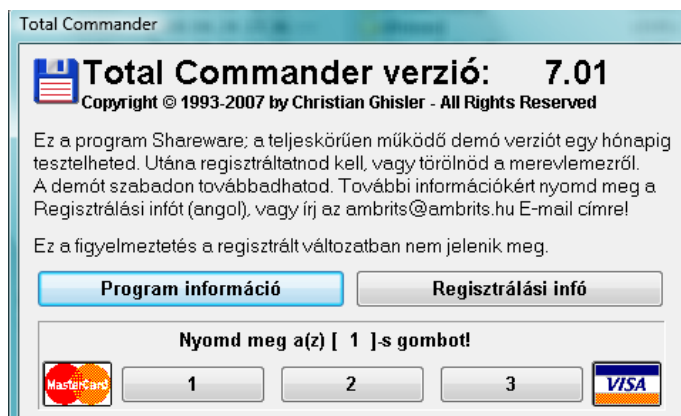 Total Commander
Total Commander verzió: 7.01
Copyright © 1993-2007 by Christian Ghisler - All Rights Reserved
Ez a program Shareware; a teljeskörűen működő demó verziót egy hónapig
tesztelheted. Utána regisztráltatnod kell, vagy törölnöd a merevlemezről.
A demót szabadon továbbadhatod. További információkért nyomd meg a
Regisztrálási infót (angol), vagy írj az ambrits@ambrits.hu E-mail címre!
Ez a figyelmeztetés a regisztrált változatban nem jelenik meg.
Program információ Regisztrálási infó
Nyomd meg a(z) [ 1 ]-s gombot!
MasterCard 1 2 3 VISA